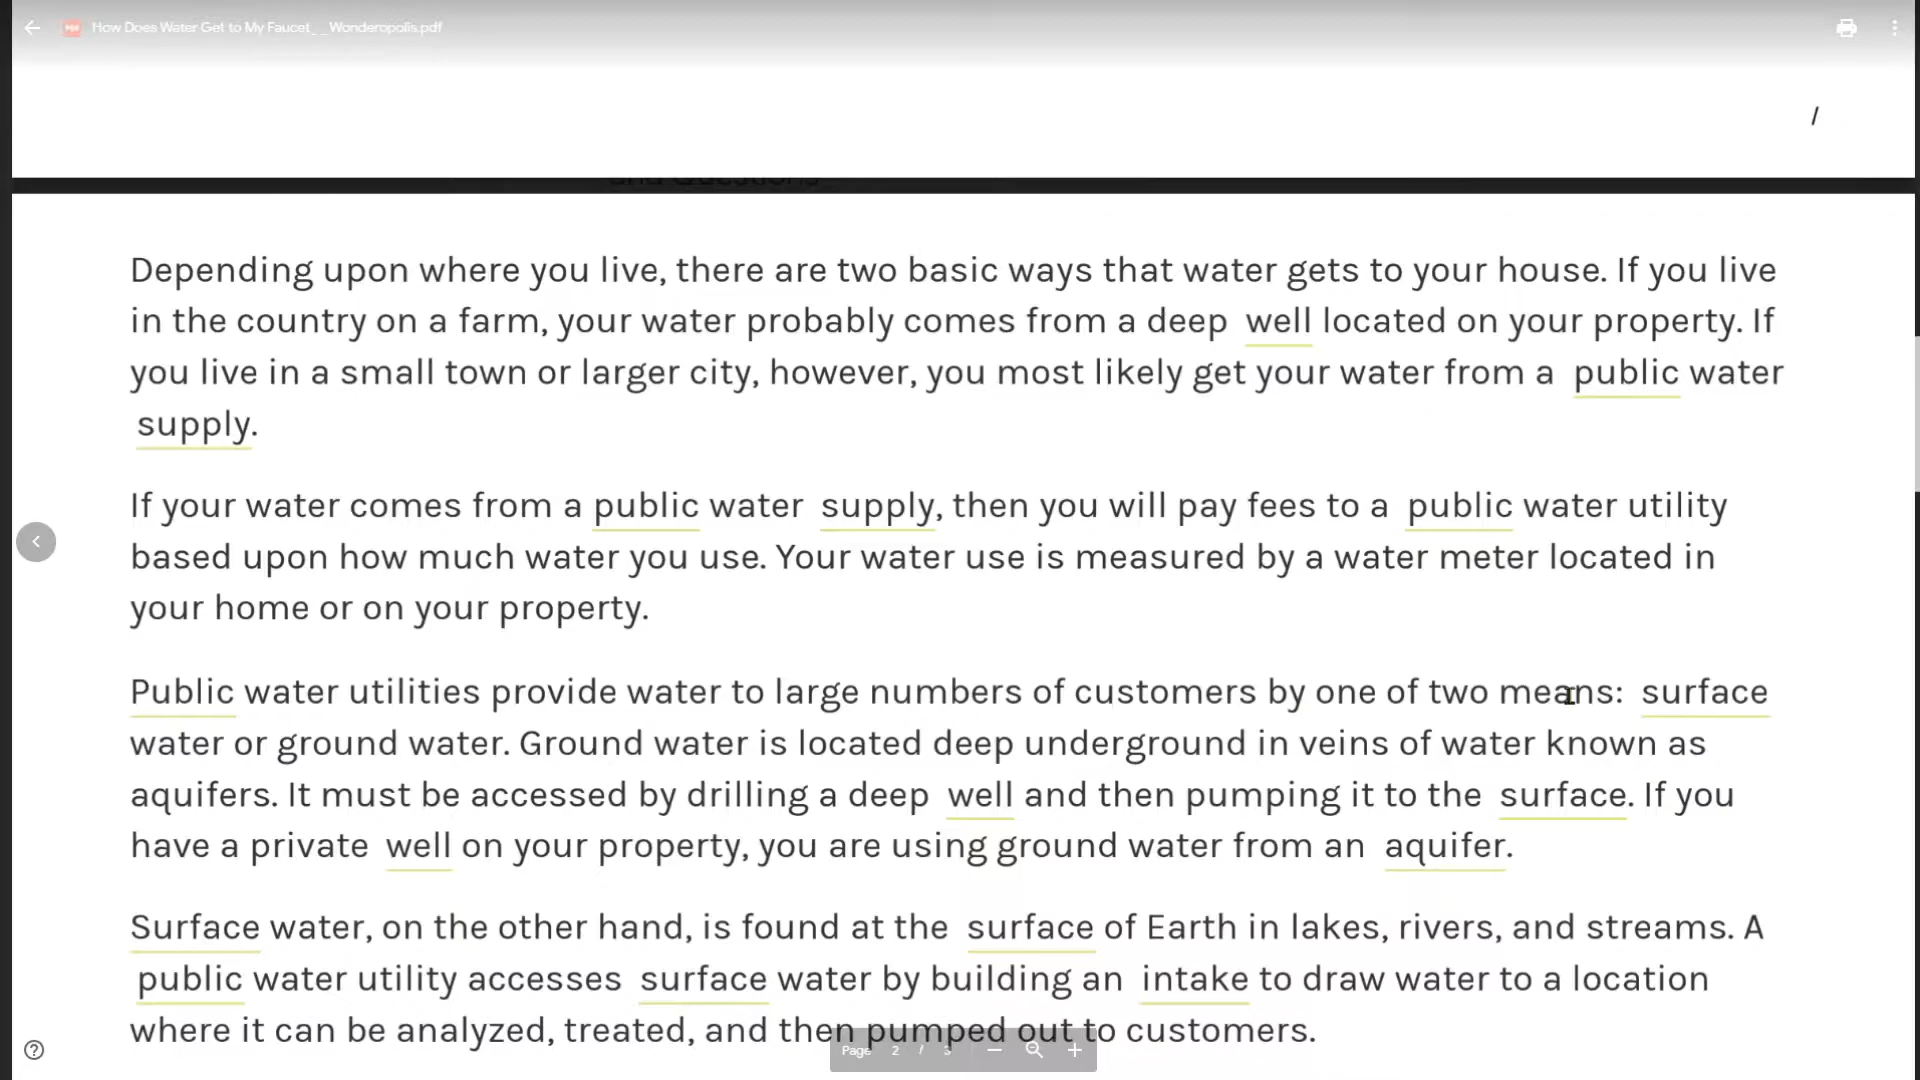 How Does Water Get to My Faucet_ _ Wonderopolis.pdf
/
and Questions
Depending upon where you live, there are two basic ways that water gets to your house. If you live
in the country on a farm, your water probably comes from a deep well located on your property. If
you live in a small town or larger city, however, you most likely get your water from a public water
supply.
If your water comes from a public water supply, then you will pay fees to a public water utility
based upon how much water you use. Your water use is measured by a water meter located in
your home or on your property.
Public water utilities provide water to large numbers of customers by one of two means: surface
water or ground water. Ground water is located deep underground in veins of water known as
aquifers. It must be accessed by drilling a deep well and then pumping it to the surface. If you
have a private well on your property, you are using ground water from an aquifer.
Surface water, on the other hand, is found at the surface of Earth in lakes, rivers, and streams. A
public water utility accesses surface water by building an intake to draw water to a location
where it can be analyzed, treated, and then pumped out to customers.
Page 2 / 3